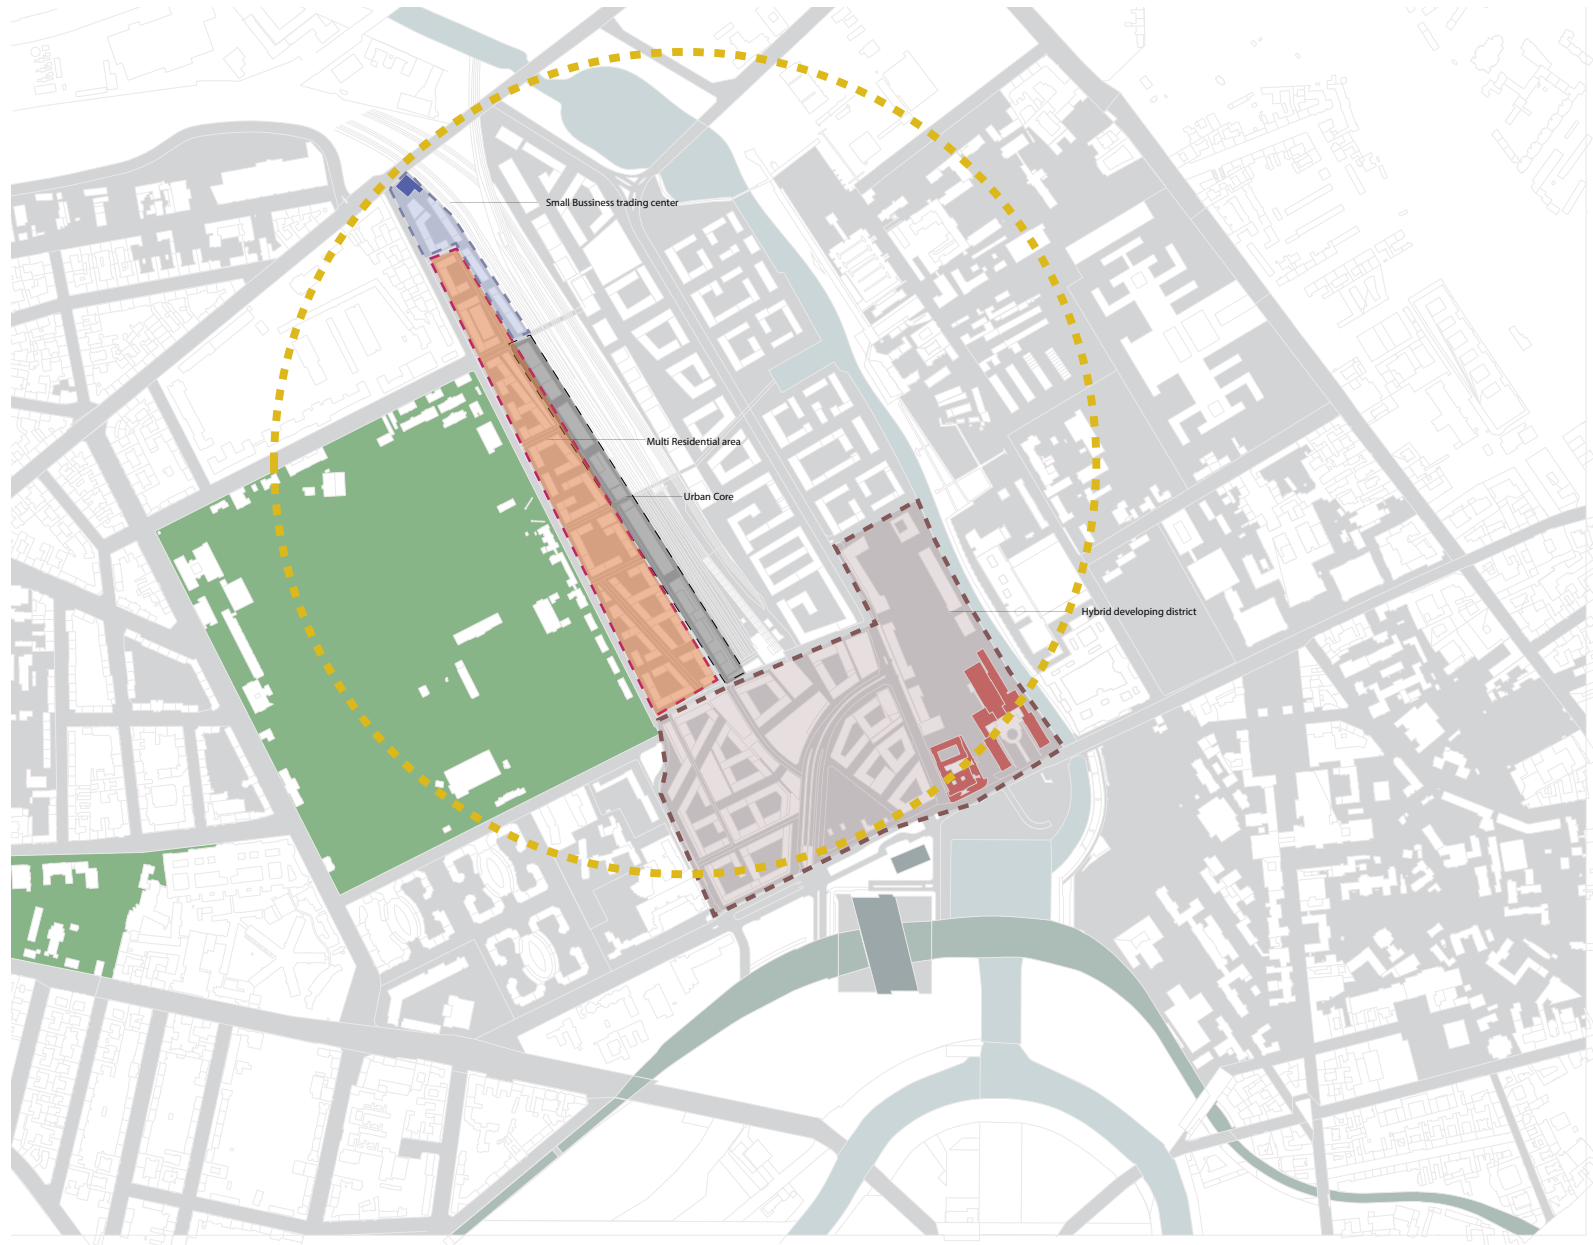 Small Bussiness trading center
Multi Residential area
Urban Core
Hybrid developing district